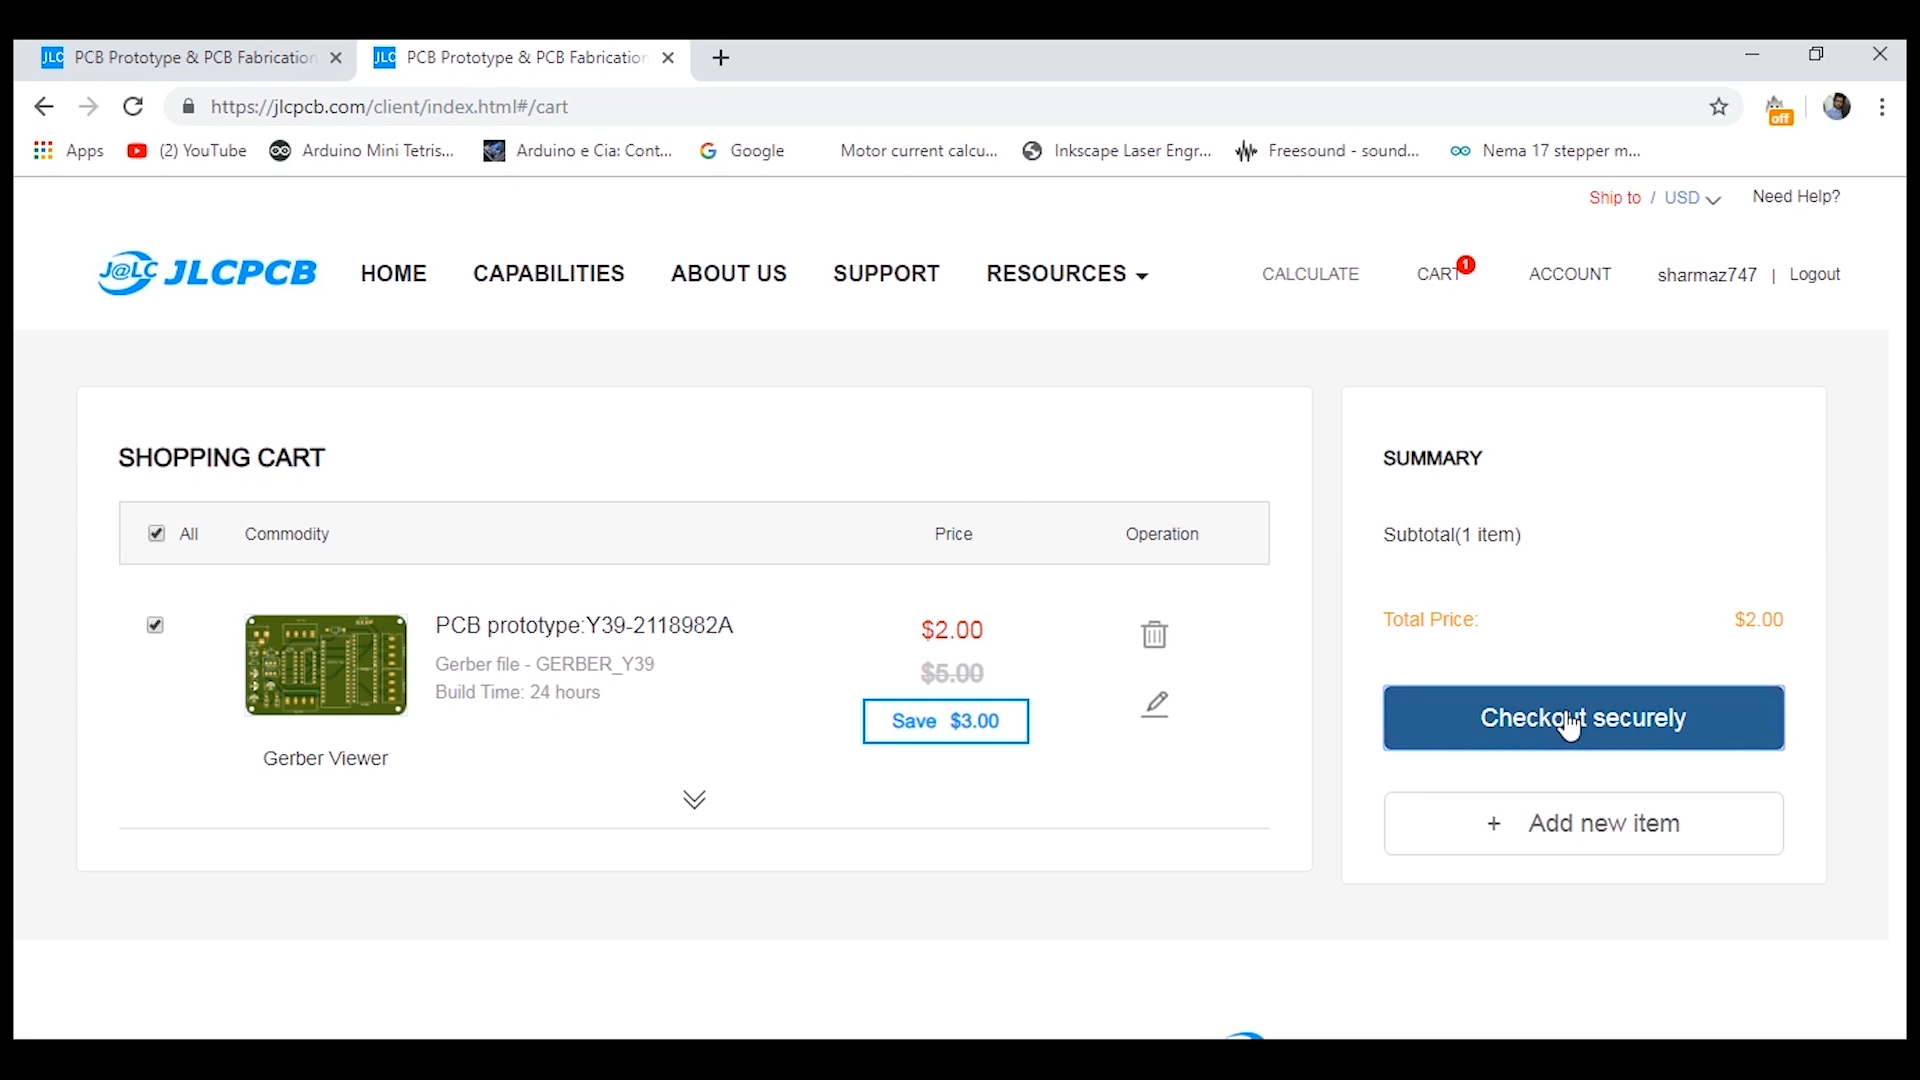 JLC PCB Prototype & PCB Fabrication
JLC PCB Prototype & PCB Fabrication
https://jlcpcb.com/client/index.html#/cart
off
Apps (2) YouTube Arduino Mini Tetris... Arduino e Cia: Cont... Google Motor current calcu... Inkscape Laser Engr... Freesound - sound... Nema 17 stepper m...
Ship to / USD Need Help?
J@LC JLCPCB HOME CAPABILITIES ABOUT US SUPPORT RESOURCES CALCULATE CART 1 ACCOUNT sharmaz747 | Logout
SHOPPING CART
All Commodity Price Operation
PCB prototype:Y39-2118982A
Gerber file - GERBER_Y39
Build Time: 24 hours
Gerber Viewer
$2.00
$5.00
Save $3.00
SUMMARY
Subtotal(1 item)
Total Price: $2.00
Checkout securely
+ Add new item